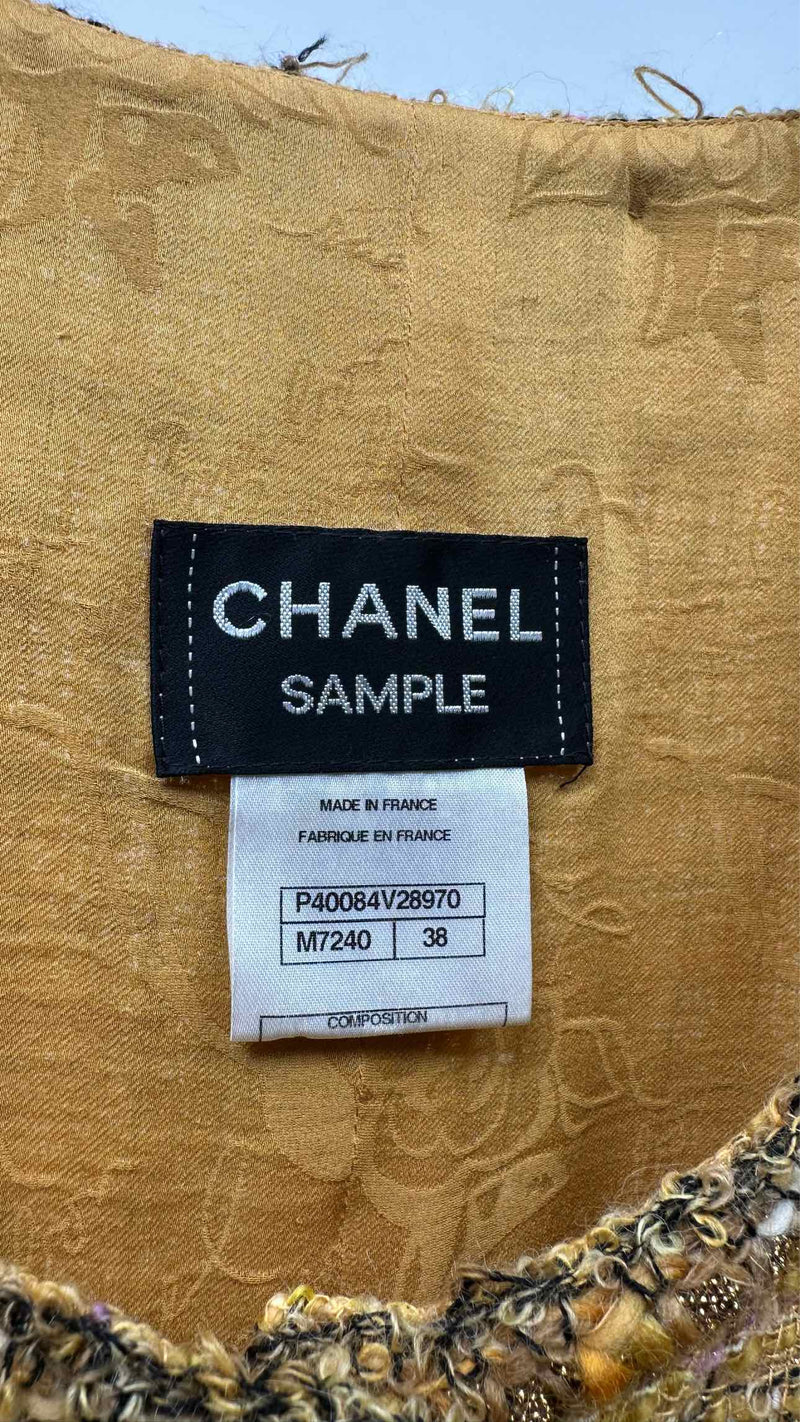 CHANEL
SAMPLE
MADE IN FRANCE
FABRIQUE EN FRANCE
P40084V28970
M7240 38
COMPOSITION